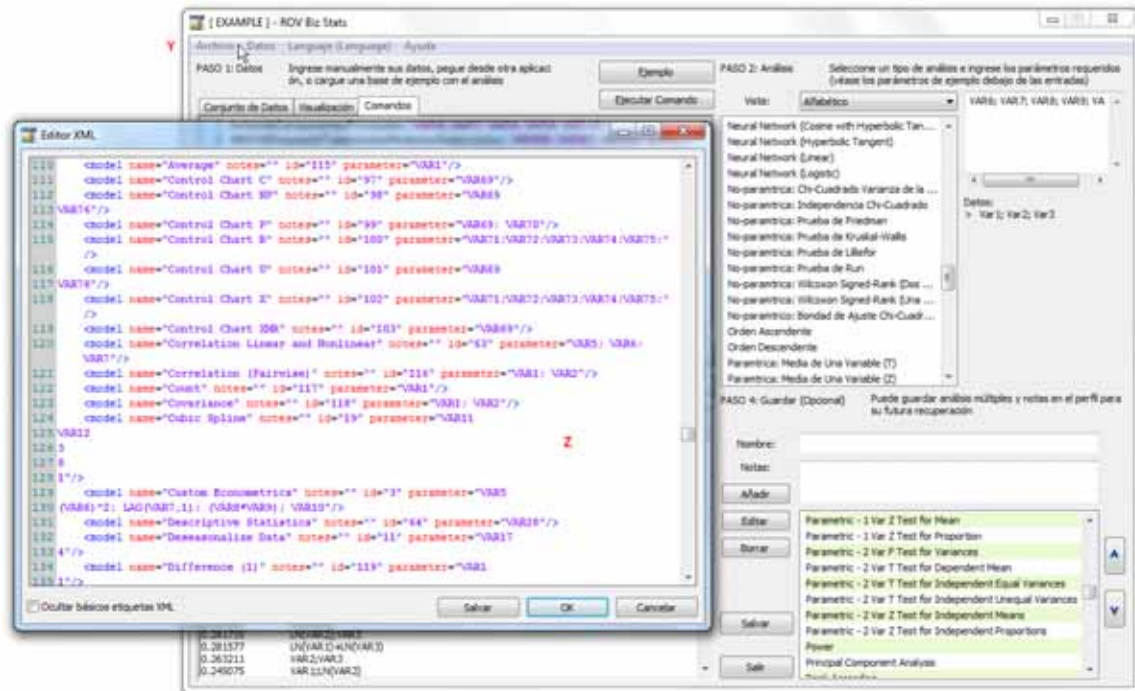 [ EXAMPLE ] - ROV Biz Stats
Y
Archivo Datos Language (Language) Ayuda
PASO 1: Datos
Ingrese manualmente sus datos, pegue desde otra aplicaci
ón, o cargue una base de ejemplo con el análisis
Ejemplo
Ejecutar Comando
Conjunto de Datos Visualización Comandos
PASO 2: Análisis
Seleccione un tipo de análisis e ingrese los parámetros requeridos
(véase los parámetros de ejemplo debajo de las entradas)
Vista: Alfabético
VAR6; VAR7; VAR8; VAR9; VA
Neural Network (Cosine with Hyperbolic Tan...
Neural Network (Hyperbolic Tangent)
Neural Network (Linear)
Neural Network (Logistic)
No-paramtrica: Chi-Cuadrado Varianza de la ...
No-paramtrica: Independencia Chi-Cuadrado
No-paramtrica: Prueba de Friedman
No-paramtrica: Prueba de Kruskal-Wallis
No-paramtrica: Prueba de Lillefor
No-paramtrica: Prueba de Run
No-paramtrica: Wilcoxon Signed-Rank (Dos ...
No-paramtrica: Wilcoxon Signed-Rank (Una ...
No-paramtrica: Bondad de Ajuste Chi-Cuadr...
Orden Ascendente
Orden Descendente
Paramtrica: Media de Una Variable (T)
Paramtrica: Media de Una Variable (Z)
Datos:
> Var1; Var2; Var3
Editor XML
110 <model name="Average" notes="" id="115" parameter="VAR1"/>
111 <model name="Control Chart C" notes="" id="97" parameter="VAR69"/>
112 <model name="Control Chart NP" notes="" id="98" parameter="VAR69
113 VAR76"/>
114 <model name="Control Chart P" notes="" id="99" parameter="VAR69; VAR70"/>
115 <model name="Control Chart R" notes="" id="100" parameter="VAR71;VAR72;VAR73;VAR74;VAR75;"
/>
116 <model name="Control Chart U" notes="" id="101" parameter="VAR69
117 VAR76"/>
118 <model name="Control Chart X" notes="" id="102" parameter="VAR71;VAR72;VAR73;VAR74;VAR75;"
/>
119 <model name="Control Chart XMR" notes="" id="103" parameter="VAR69"/>
120 <model name="Correlation Linear and Nonlinear" notes="" id="63" parameter="VAR5; VAR6;
VAR7"/>
121 <model name="Correlation (Pairwise)" notes="" id="116" parameter="VAR1; VAR2"/>
122 <model name="Count" notes="" id="117" parameter="VAR1"/>
123 <model name="Covariance" notes="" id="118" parameter="VAR1; VAR2"/>
124 <model name="Cubic Spline" notes="" id="19" parameter="VAR11
125 VAR12
126 3
127 8
128 1"/>
129 <model name="Custom Econometrics" notes="" id="3" parameter="VAR5
130 (VAR6)^2; LAG(VAR7,1); (VAR8*VAR9); VAR10"/>
131 <model name="Descriptive Statistics" notes="" id="64" parameter="VAR28"/>
132 <model name="Deseasonalize Data" notes="" id="11" parameter="VAR17
133 4"/>
134 <model name="Difference (1)" notes="" id="119" parameter="VAR1
135 1"/>
Z
Ocultar básicos etiquetas XML
Salvar
OK
Cancelar
LN(VAR2);VAR3
0.281577 LN(VAR1)+LN(VAR3)
0.263211 VAR2;VAR3
0.245075 VAR1;LN(VAR2)
PASO 4: Guardar (Opcional)
Puede guardar análisis múltiples y notas en el perfil para
su futura recuperación
Nombre:
Notas:
Añadir
Editar
Borrar
Salvar
Salir
Parametric - 1 Var Z Test for Mean
Parametric - 1 Var Z Test for Proportion
Parametric - 2 Var F Test for Variances
Parametric - 2 Var T Test for Dependent Mean
Parametric - 2 Var T Test for Independent Equal Variances
Parametric - 2 Var T Test for Independent Unequal Variances
Parametric - 2 Var Z Test for Independent Means
Parametric - 2 Var Z Test for Independent Proportions
Power
Principal Component Analysis